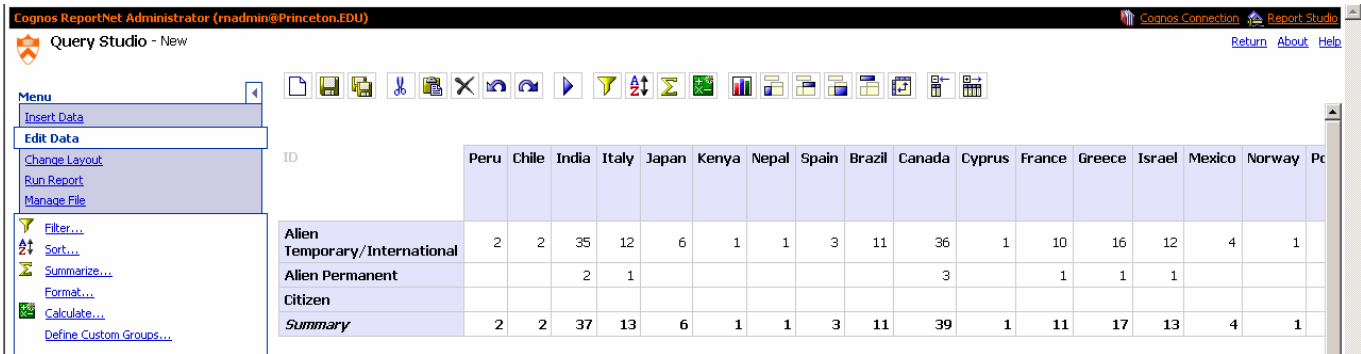 Cognos ReportNet Administrator (rnadmin@Princeton.EDU) Cognos Connection Report Studio
Query Studio - New Return About Help
Menu
Insert Data
Edit Data
Change Layout
Run Report
Manage File
Filter...
Sort...
Summarize...
Format...
Calculate...
Define Custom Groups...
ID Peru Chile India Italy Japan Kenya Nepal Spain Brazil Canada Cyprus France Greece Israel Mexico Norway
Alien
Temporary/International 2 2 35 12 6 1 1 3 11 36 1 10 16 12 4 1
Alien Permanent 2 1 3 1 1 1
Citizen
Summary 2 2 37 13 6 1 1 3 11 39 1 11 17 13 4 1